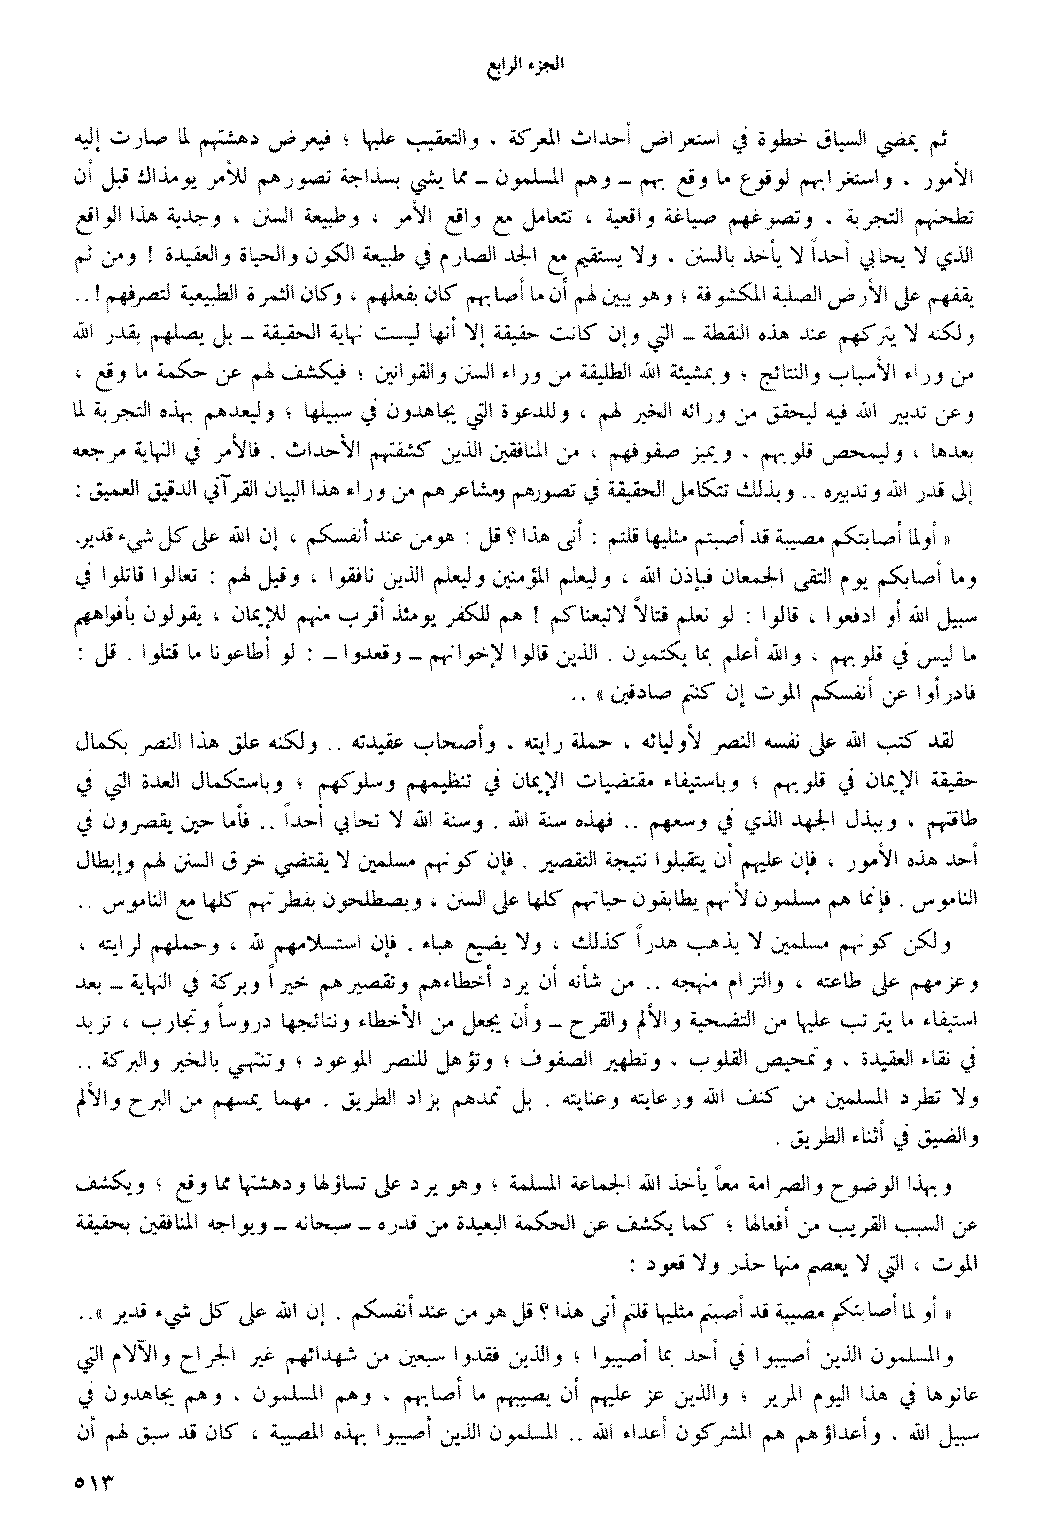 الجزء الرابع
ثم يمضي السياق خطوة في استعراض أحداث المعركة ، والتعقيب عليها ؛ فيعرض دهشتهم لما صارت إليه
الأمور ، واستغرابهم لوقوع ما وقع بهم – وهم المسلمون – مما يشي بسذاجة تصورهم للأمر يومذاك قبل أن
تطحنهم التجربة ، وتصوغهم صياغة واقعية ، تتعامل مع واقع الأمر ، وطبيعة السنن ، وجدية هذا الواقع
الذي لا يحابي أحداً لا يأخذ بالسنن ، ولا يستقيم مع الجد الصارم في طبيعة الكون والحياة والعقيدة ! ومن ثم
يقفهم على الأرض الصلبة المكشوفة ؛ وهو يبين لهم أن ما أصابهم كان بفعلهم ، وكان الثمرة الطبيعية لتصرفهم ! ..
ولكنه لا يتركهم عند هذه النقطة – التي وإن كانت حقيقة إلا أنها ليست نهاية الحقيقة – بل يصلهم بقدر الله
من وراء الأسباب والنتائج ؛ وبمشيئة الله الطليقة من وراء السنن والقوانين ؛ فيكشف لهم عن حكمة ما وقع ،
وعن تدبير الله فيه ليحقق من ورائه الخير لهم ، وللدعوة التي يجاهدون في سبيلها ؛ وليعدهم بهذه التجربة لما
بعدها ، وليمحص قلوبهم ، ويميز صفوفهم ، من المنافقين الذين كشفتهم الأحداث . فالأمر في النهاية مرجعه
إلى قدر الله وتدبيره .. وبذلك تتكامل الحقيقة في تصورهم ومشاعرهم من وراء هذا البيان القرآني الدقيق العميق :
« أولما أصابتكم مصيبة قد أصبتم مثليها قلتم : أنى هذا ؟ قل : هو من عند أنفسكم ، إن الله على كل شيء قدير.
وما أصابكم يوم التقى الجمعان فبإذن الله ، وليعلم المؤمنين وليعلم الذين نافقوا ، وقيل لهم : تعالوا قاتلوا في
سبيل الله أو ادفعوا ، قالوا : لو نعلم قتالاً لاتبعناكم ! هم للكفر يومئذ أقرب منهم للإيمان ، يقولون بأفواههم
ما ليس في قلوبهم ، والله أعلم بما يكتمون . الذين قالوا لإخوانهم – وقعدوا – : لو أطاعونا ما قتلوا . قل :
فادرأوا عن أنفسكم الموت إن كنتم صادقين » ..
لقد كتب الله على نفسه النصر لأوليائه ، حملة رايته ، وأصحاب عقيدته .. ولكنه علق هذا النصر بكمال
حقيقة الإيمان في قلوبهم ؛ وباستيفاء مقتضيات الإيمان في تنظيمهم وسلوكهم ؛ وباستكمال العدة التي في
طاقتهم ، وببذل الجهد الذي في وسعهم .. فهذه سنة الله . وسنة الله لا تحابي أحداً .. فأما حين يقصرون في
أحد هذه الأمور ، فإن عليهم أن يتقبلوا نتيجة التقصير . فإن كونهم مسلمين لا يقتضي خرق السنن لهم وإبطال
الناموس . فإنما هم مسلمون لأنهم يطابقون حياتهم كلها على السنن ، ويصطلحون بفطرتهم كلها مع الناموس ..
ولكن كونهم مسلمين لا يذهب هدراً كذلك ، ولا يضيع هباء . فإن استسلامهم لله ، وحملهم لرايته ،
وعزمهم على طاعته ، والتزام منهجه .. من شأنه أن يرد أخطاءهم وتقصيرهم خيراً وبركة في النهاية – بعد
استيفاء ما يترتب عليها من التضحية والألم والقرح – وأن يجعل من الأخطاء ونتائجها دروساً وتجارب ، تزيد
في نقاء العقيدة ، وتمحيص القلوب ، وتطهير الصفوف ؛ وتؤهل للنصر الموعود ؛ وتنتهي بالخير والبركة ..
ولا تطرد المسلمين من كنف الله ورعايته وعنايته . بل تمدهم بزاد الطريق . مهما يمسهم من البرح والألم
والضيق في أثناء الطريق .
وبهذا الوضوح والصرامة معاً يأخذ الله الجماعة المسلمة ؛ وهو يرد على تساؤلها ودهشتها مما وقع ؛ ويكشف
عن السبب القريب من أفعالها ؛ كما يكشف عن الحكمة البعيدة من قدره – سبحانه – ويواجه المنافقين بحقيقة
الموت ، التي لا يعصم منها حذر ولا قعود :
« أو لما أصابتكم مصيبة قد أصبتم مثليها قلتم أنى هذا ؟ قل هو من عند أنفسكم . إن الله على كل شيء قدير »..
والمسلمون الذين أصيبوا في أحد بما أصيبوا ؛ والذين فقدوا سبعين من شهدائهم غير الجراح والآلام التي
عانوها في هذا اليوم المرير ؛ والذين عز عليهم أن يصيبهم ما أصابهم ، وهم المسلمون ، وهم يجاهدون في
سبيل الله ، وأعداؤهم هم المشركون أعداء الله .. المسلمون الذين أصيبوا بهذه المصيبة ، كان قد سبق لهم أن
٥١٣